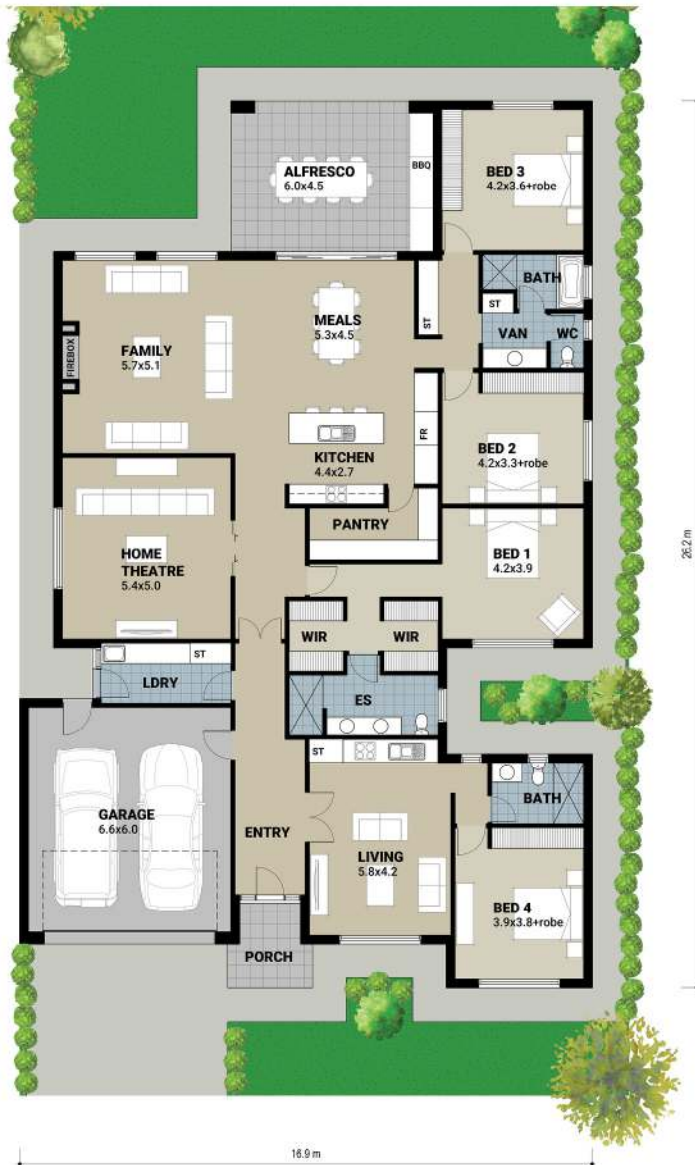 ALFRESCO
6.0x4.5
BBQ
BED 3
4.2x3.6+robe
BATH
ST
ST
VAN
WC
MEALS
5.3x4.5
FAMILY
5.7x5.1
FIREBOX
KITCHEN
4.4x2.7
FR
BED 2
4.2x3.3+robe
PANTRY
BED 1
4.2x3.9
HOME
THEATRE
5.4x5.0
WIR
WIR
ST
LDRY
ES
ST
BATH
GARAGE
6.6x6.0
ENTRY
LIVING
5.8x4.2
BED 4
3.9x3.8+robe
PORCH
26.2 m
16.9 m